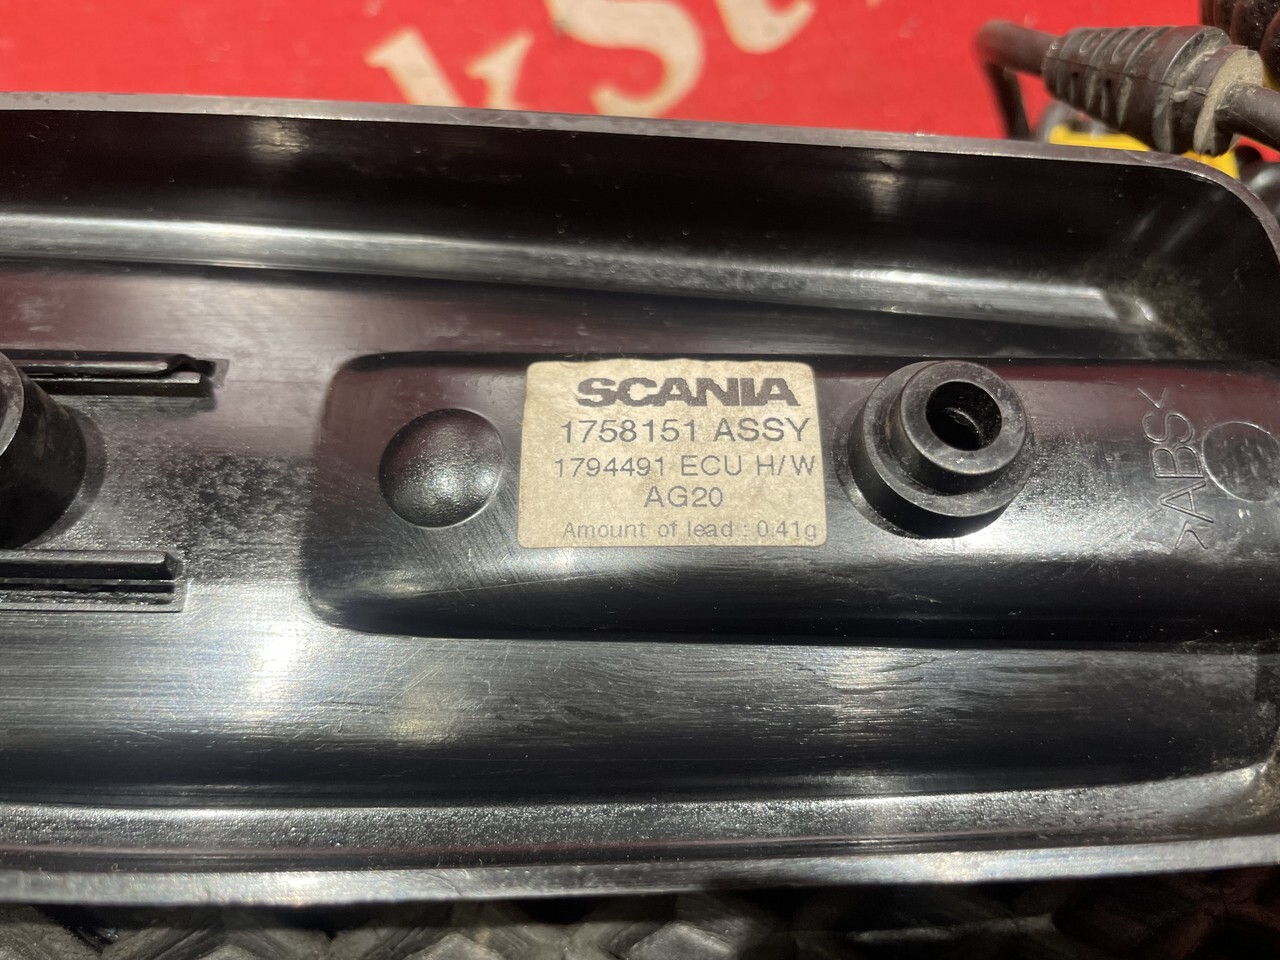 SCANIA
1758151 ASSY
1794491 ECU H/W
AG20
Amount of lead : 0.41g
>ABS<